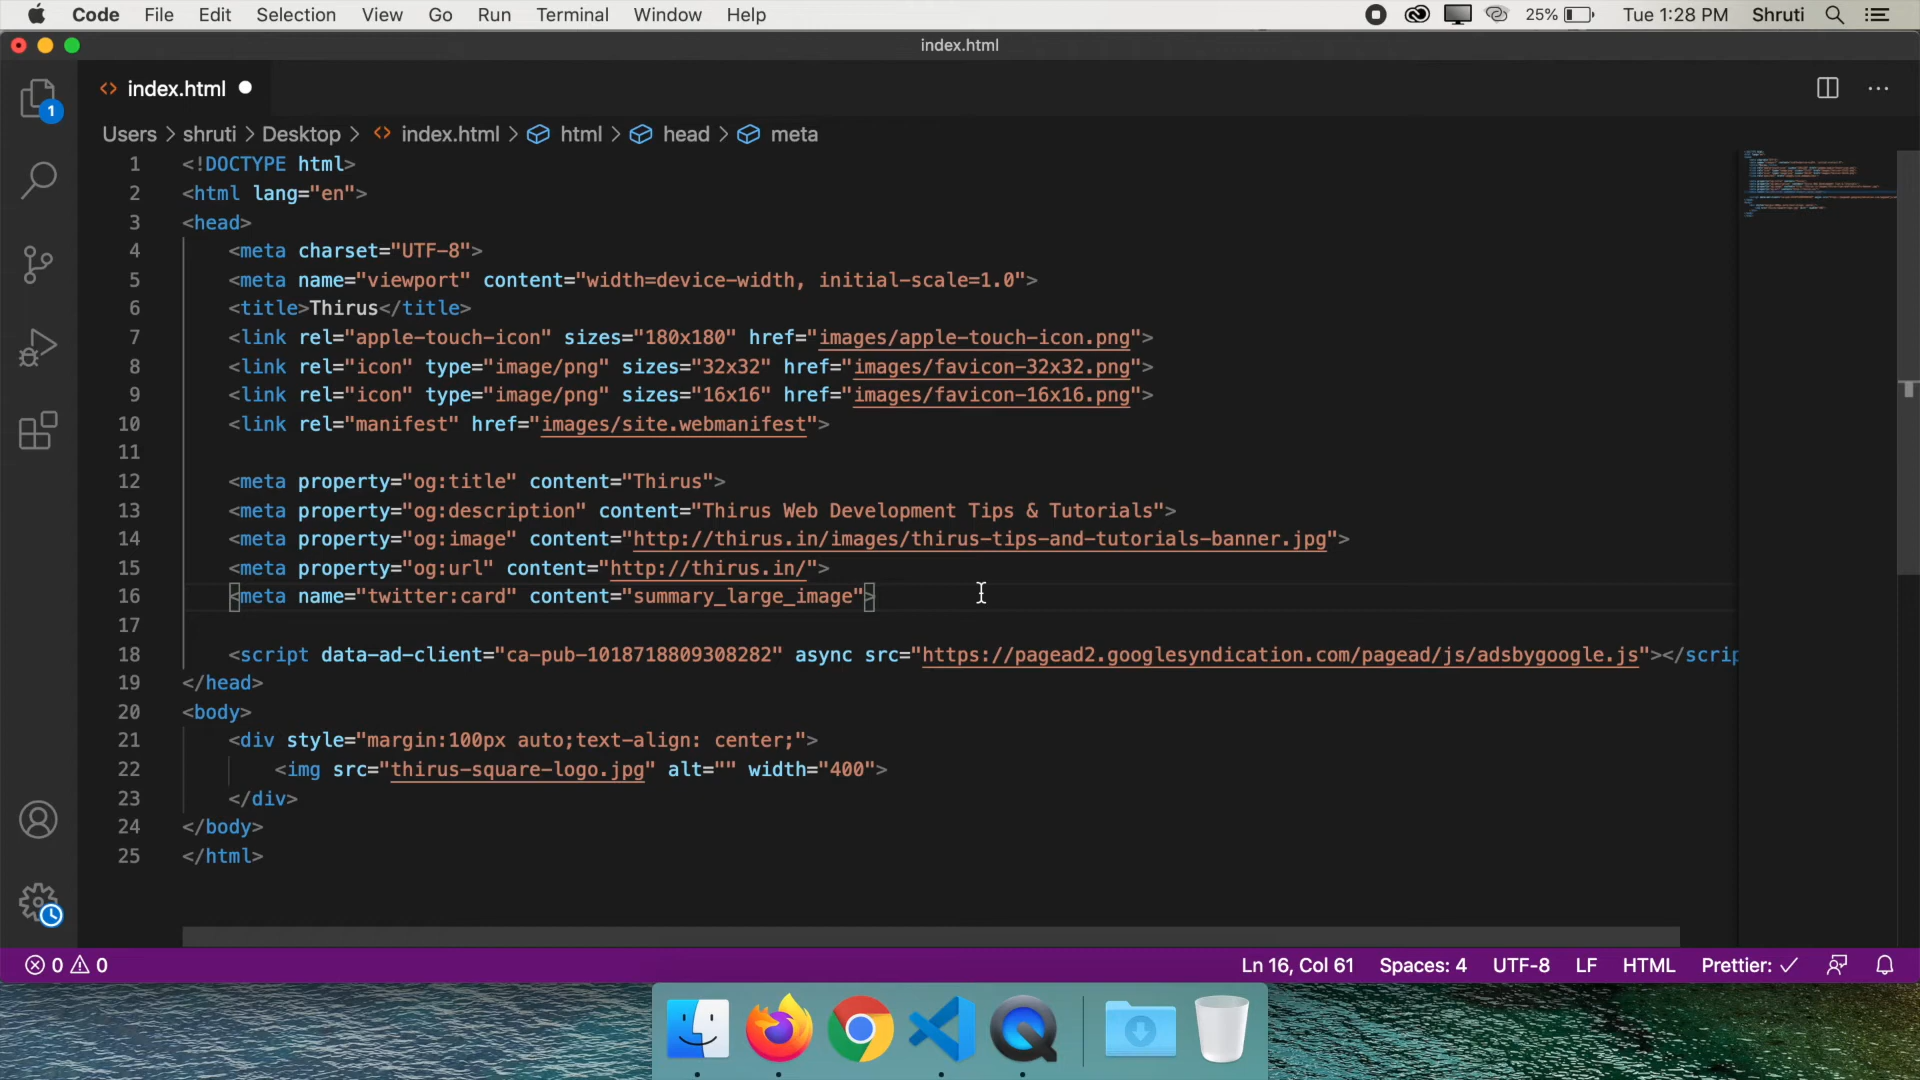 Code File Edit Selection View Go Run Terminal Window Help 25% Tue 1:28 PM Shruti
index.html
index.html
1
Users > shruti > Desktop > index.html > html > head > meta
1 <!DOCTYPE html>
2 <html lang="en">
3 <head>
4 <meta charset="UTF-8">
5 <meta name="viewport" content="width=device-width, initial-scale=1.0">
6 <title>Thirus</title>
7 <link rel="apple-touch-icon" sizes="180x180" href="images/apple-touch-icon.png">
8 <link rel="icon" type="image/png" sizes="32x32" href="images/favicon-32x32.png">
9 <link rel="icon" type="image/png" sizes="16x16" href="images/favicon-16x16.png">
10 <link rel="manifest" href="images/site.webmanifest">
11
12 <meta property="og:title" content="Thirus">
13 <meta property="og:description" content="Thirus Web Development Tips & Tutorials">
14 <meta property="og:image" content="http://thirus.in/images/thirus-tips-and-tutorials-banner.jpg">
15 <meta property="og:url" content="http://thirus.in/">
16 <meta name="twitter:card" content="summary_large_image">
17
18 <script data-ad-client="ca-pub-1018718809308282" async src="https://pagead2.googlesyndication.com/pagead/js/adsbygoogle.js"></scrip
19 </head>
20 <body>
21 <div style="margin:100px auto;text-align: center;">
22 <img src="thirus-square-logo.jpg" alt="" width="400">
23 </div>
24 </body>
25 </html>
0 0 Ln 16, Col 61 Spaces: 4 UTF-8 LF HTML Prettier: ✓